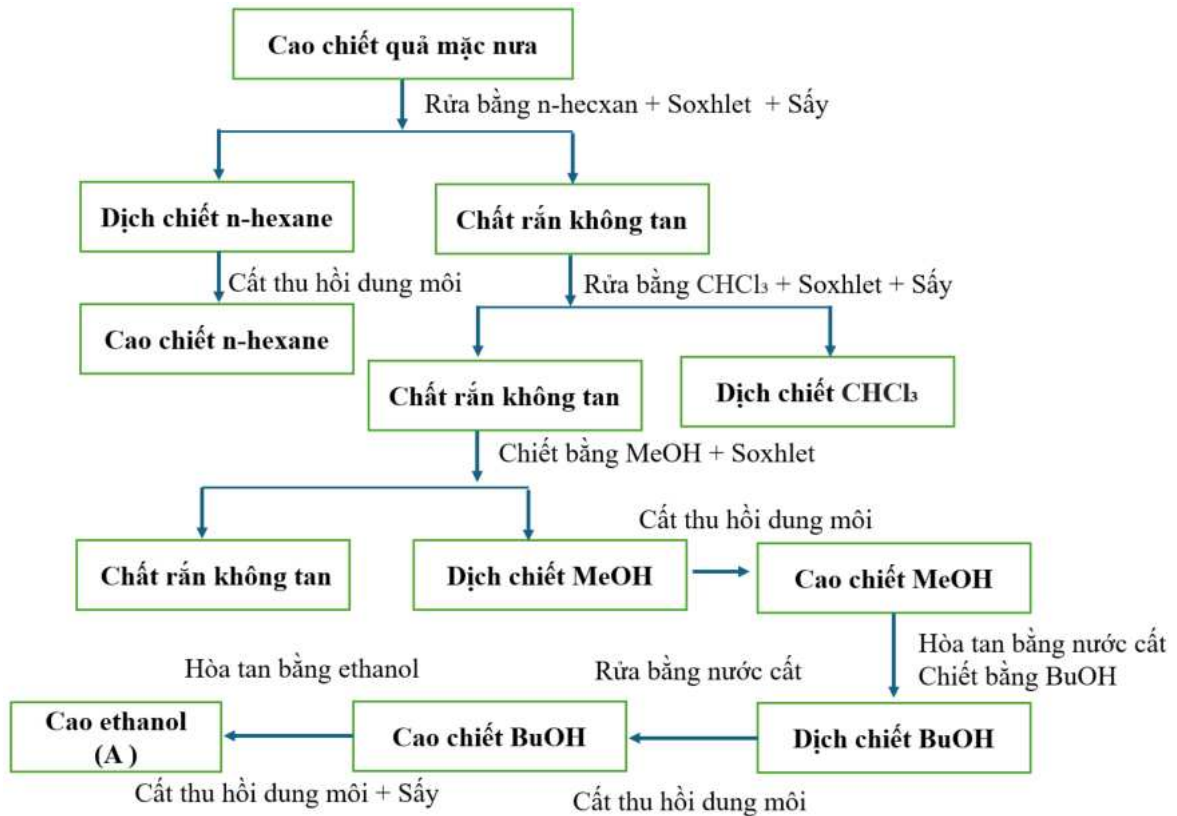 Cao chiết quả mặc nưa
Rửa bằng n-hecxan + Soxhlet + Sấy
Dịch chiết n-hexane
Chất rắn không tan
Cất thu hồi dung môi
Rửa bằng CHCl₃ + Soxhlet + Sấy
Cao chiết n-hexane
Chất rắn không tan
Dịch chiết CHCl₃
Chiết bằng MeOH + Soxhlet
Cất thu hồi dung môi
Chất rắn không tan
Dịch chiết MeOH
Cao chiết MeOH
Hòa tan bằng nước cất
Chiết bằng BuOH
Hòa tan bằng ethanol
Rửa bằng nước cất
Cao ethanol
(A )
Cao chiết BuOH
Dịch chiết BuOH
Cất thu hồi dung môi + Sấy
Cất thu hồi dung môi